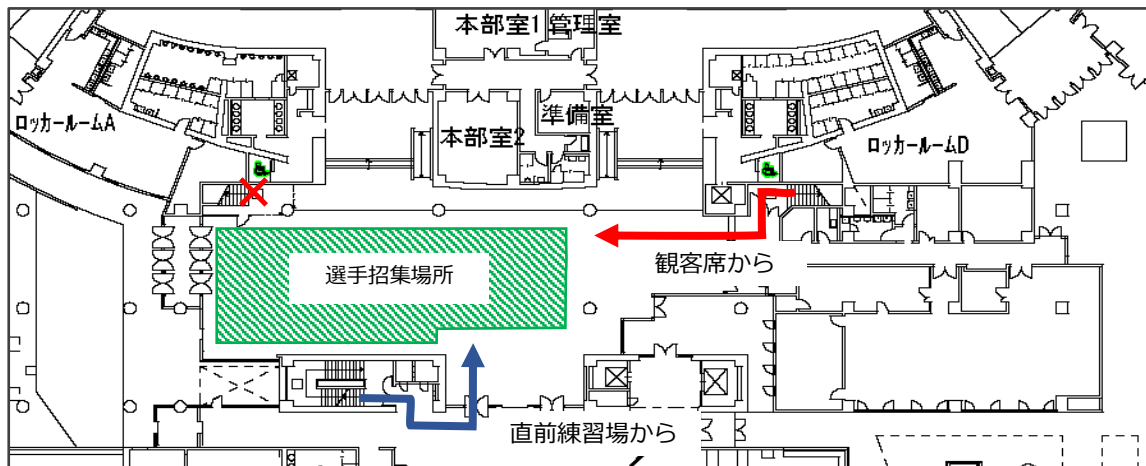 本部室1 管理室
本部室2
準備室
ロッカールームA
ロッカールームD
選手招集場所
観客席から
直前練習場から